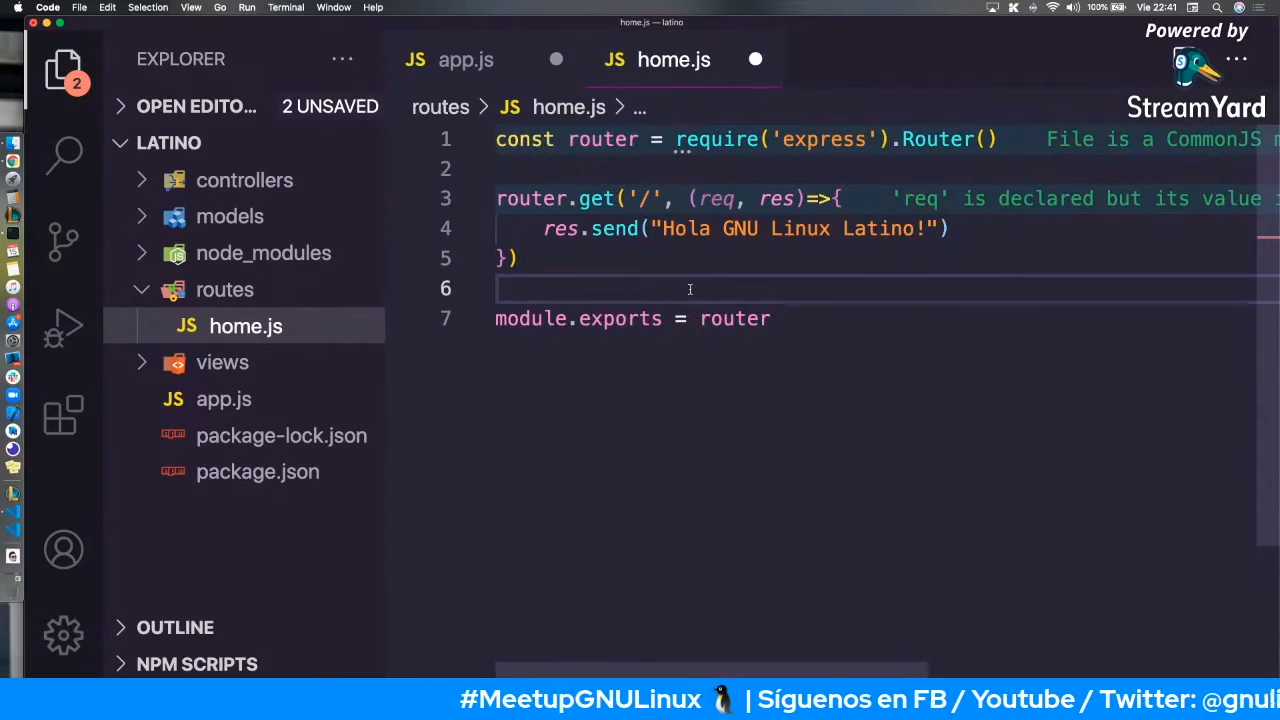 Code File Edit Selection View Go Run Terminal Window Help 100% Vie 22:41
home.js — latino
Powered by
StreamYard
EXPLORER
2
OPEN EDITO... 2 UNSAVED
LATINO
controllers
models
node_modules
routes
JS home.js
views
JS app.js
package-lock.json
package.json
OUTLINE
NPM SCRIPTS
JS app.js JS home.js
routes > JS home.js > ...
1 const router = require('express').Router() File is a CommonJS m
2
3 router.get('/', (req, res)=>{ 'req' is declared but its value i
4 res.send("Hola GNU Linux Latino!")
5 })
6
7 module.exports = router
#MeetupGNULinux 🐧 | Síguenos en FB / Youtube / Twitter: @gnuli